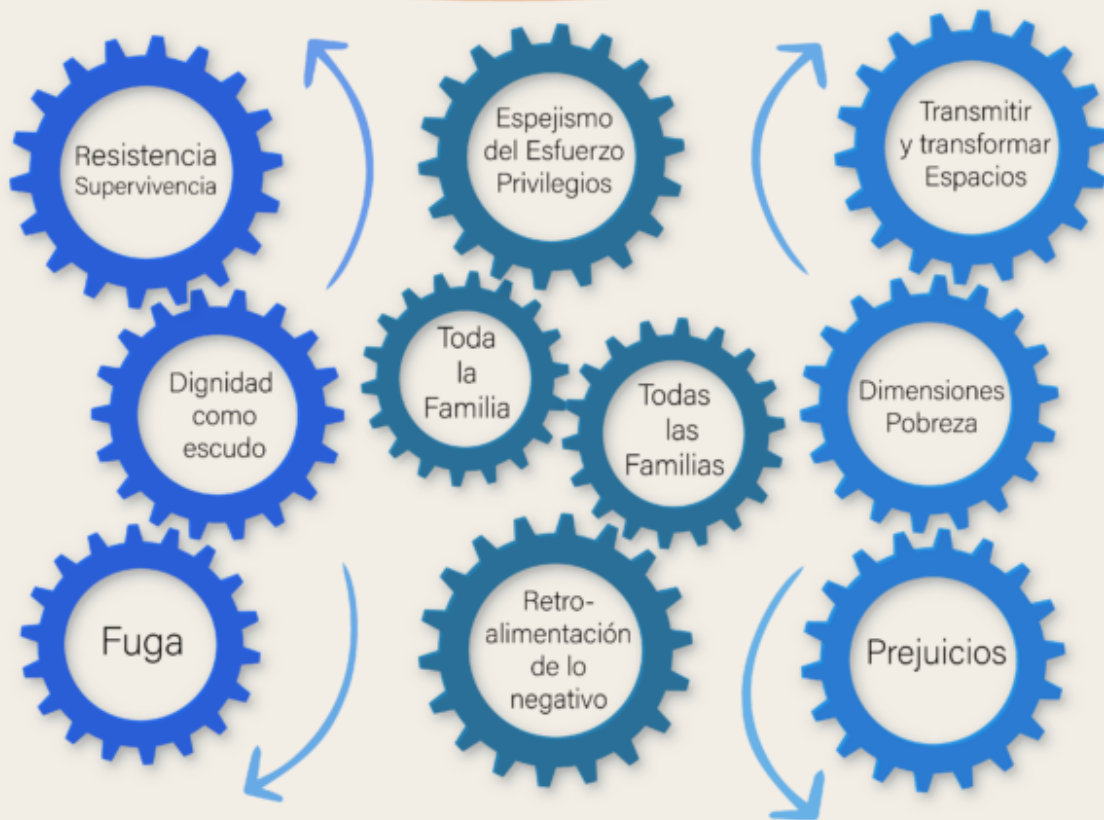 Resistencia
Supervivencia
Espejismo
del Esfuerzo
Privilegios
Transmitir
y transformar
Espacios
Dignidad
como
escudo
Toda
la
Familia
Todas
las
Familias
Dimensiones
Pobreza
Fuga
Retro-
alimentación
de lo
negativo
Prejuicios